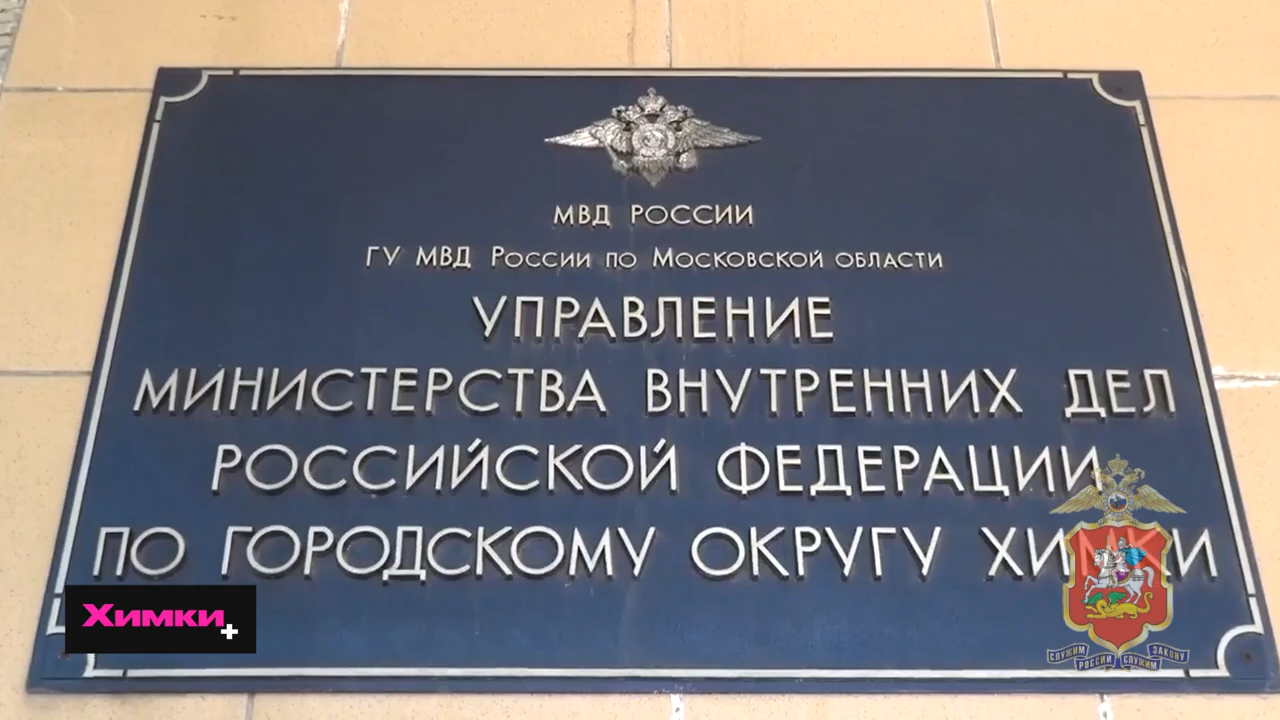 МВД РОССИИ
ГУ МВД РОССИИ ПО МОСКОВСКОЙ ОБЛАСТИ
УПРАВЛЕНИЕ
МИНИСТЕРСТВА ВНУТРЕННИХ ДЕЛ
РОССИЙСКОЙ ФЕДЕРАЦИИ
ПО ГОРОДСКОМУ ОКРУГУ ХИМКИ
Химки+
СЛУЖИМ РОССИИ СЛУЖИМ ЗАКОНУ